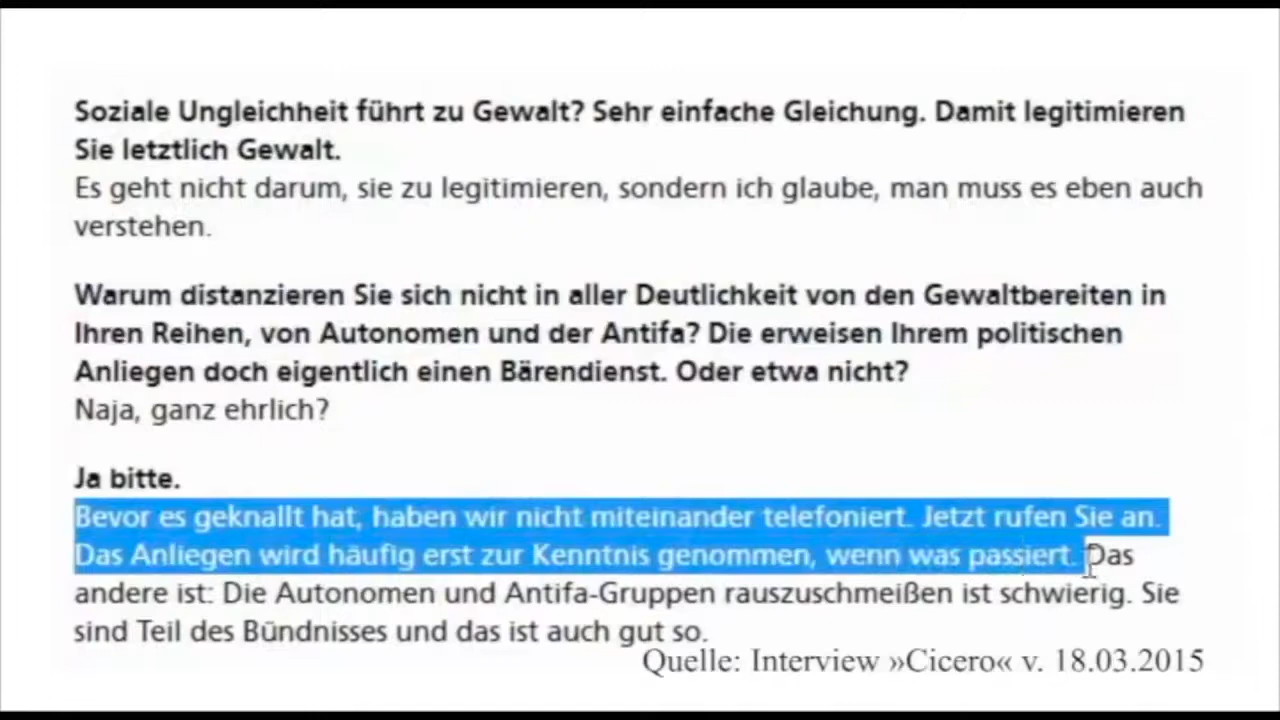 Soziale Ungleichheit führt zu Gewalt? Sehr einfache Gleichung. Damit legitimieren
Sie letztlich Gewalt.
Es geht nicht darum, sie zu legitimieren, sondern ich glaube, man muss es eben auch
verstehen.
Warum distanzieren Sie sich nicht in aller Deutlichkeit von den Gewaltbereiten in
Ihren Reihen, von Autonomen und der Antifa? Die erweisen Ihrem politischen
Anliegen doch eigentlich einen Bärendienst. Oder etwa nicht?
Naja, ganz ehrlich?
Ja bitte.
Bevor es geknallt hat, haben wir nicht miteinander telefoniert. Jetzt rufen Sie an.
Das Anliegen wird häufig erst zur Kenntnis genommen, wenn was passiert. Das
andere ist: Die Autonomen und Antifa-Gruppen rauszuschmeißen ist schwierig. Sie
sind Teil des Bündnisses und das ist auch gut so.
Quelle: Interview »Cicero« v. 18.03.2015